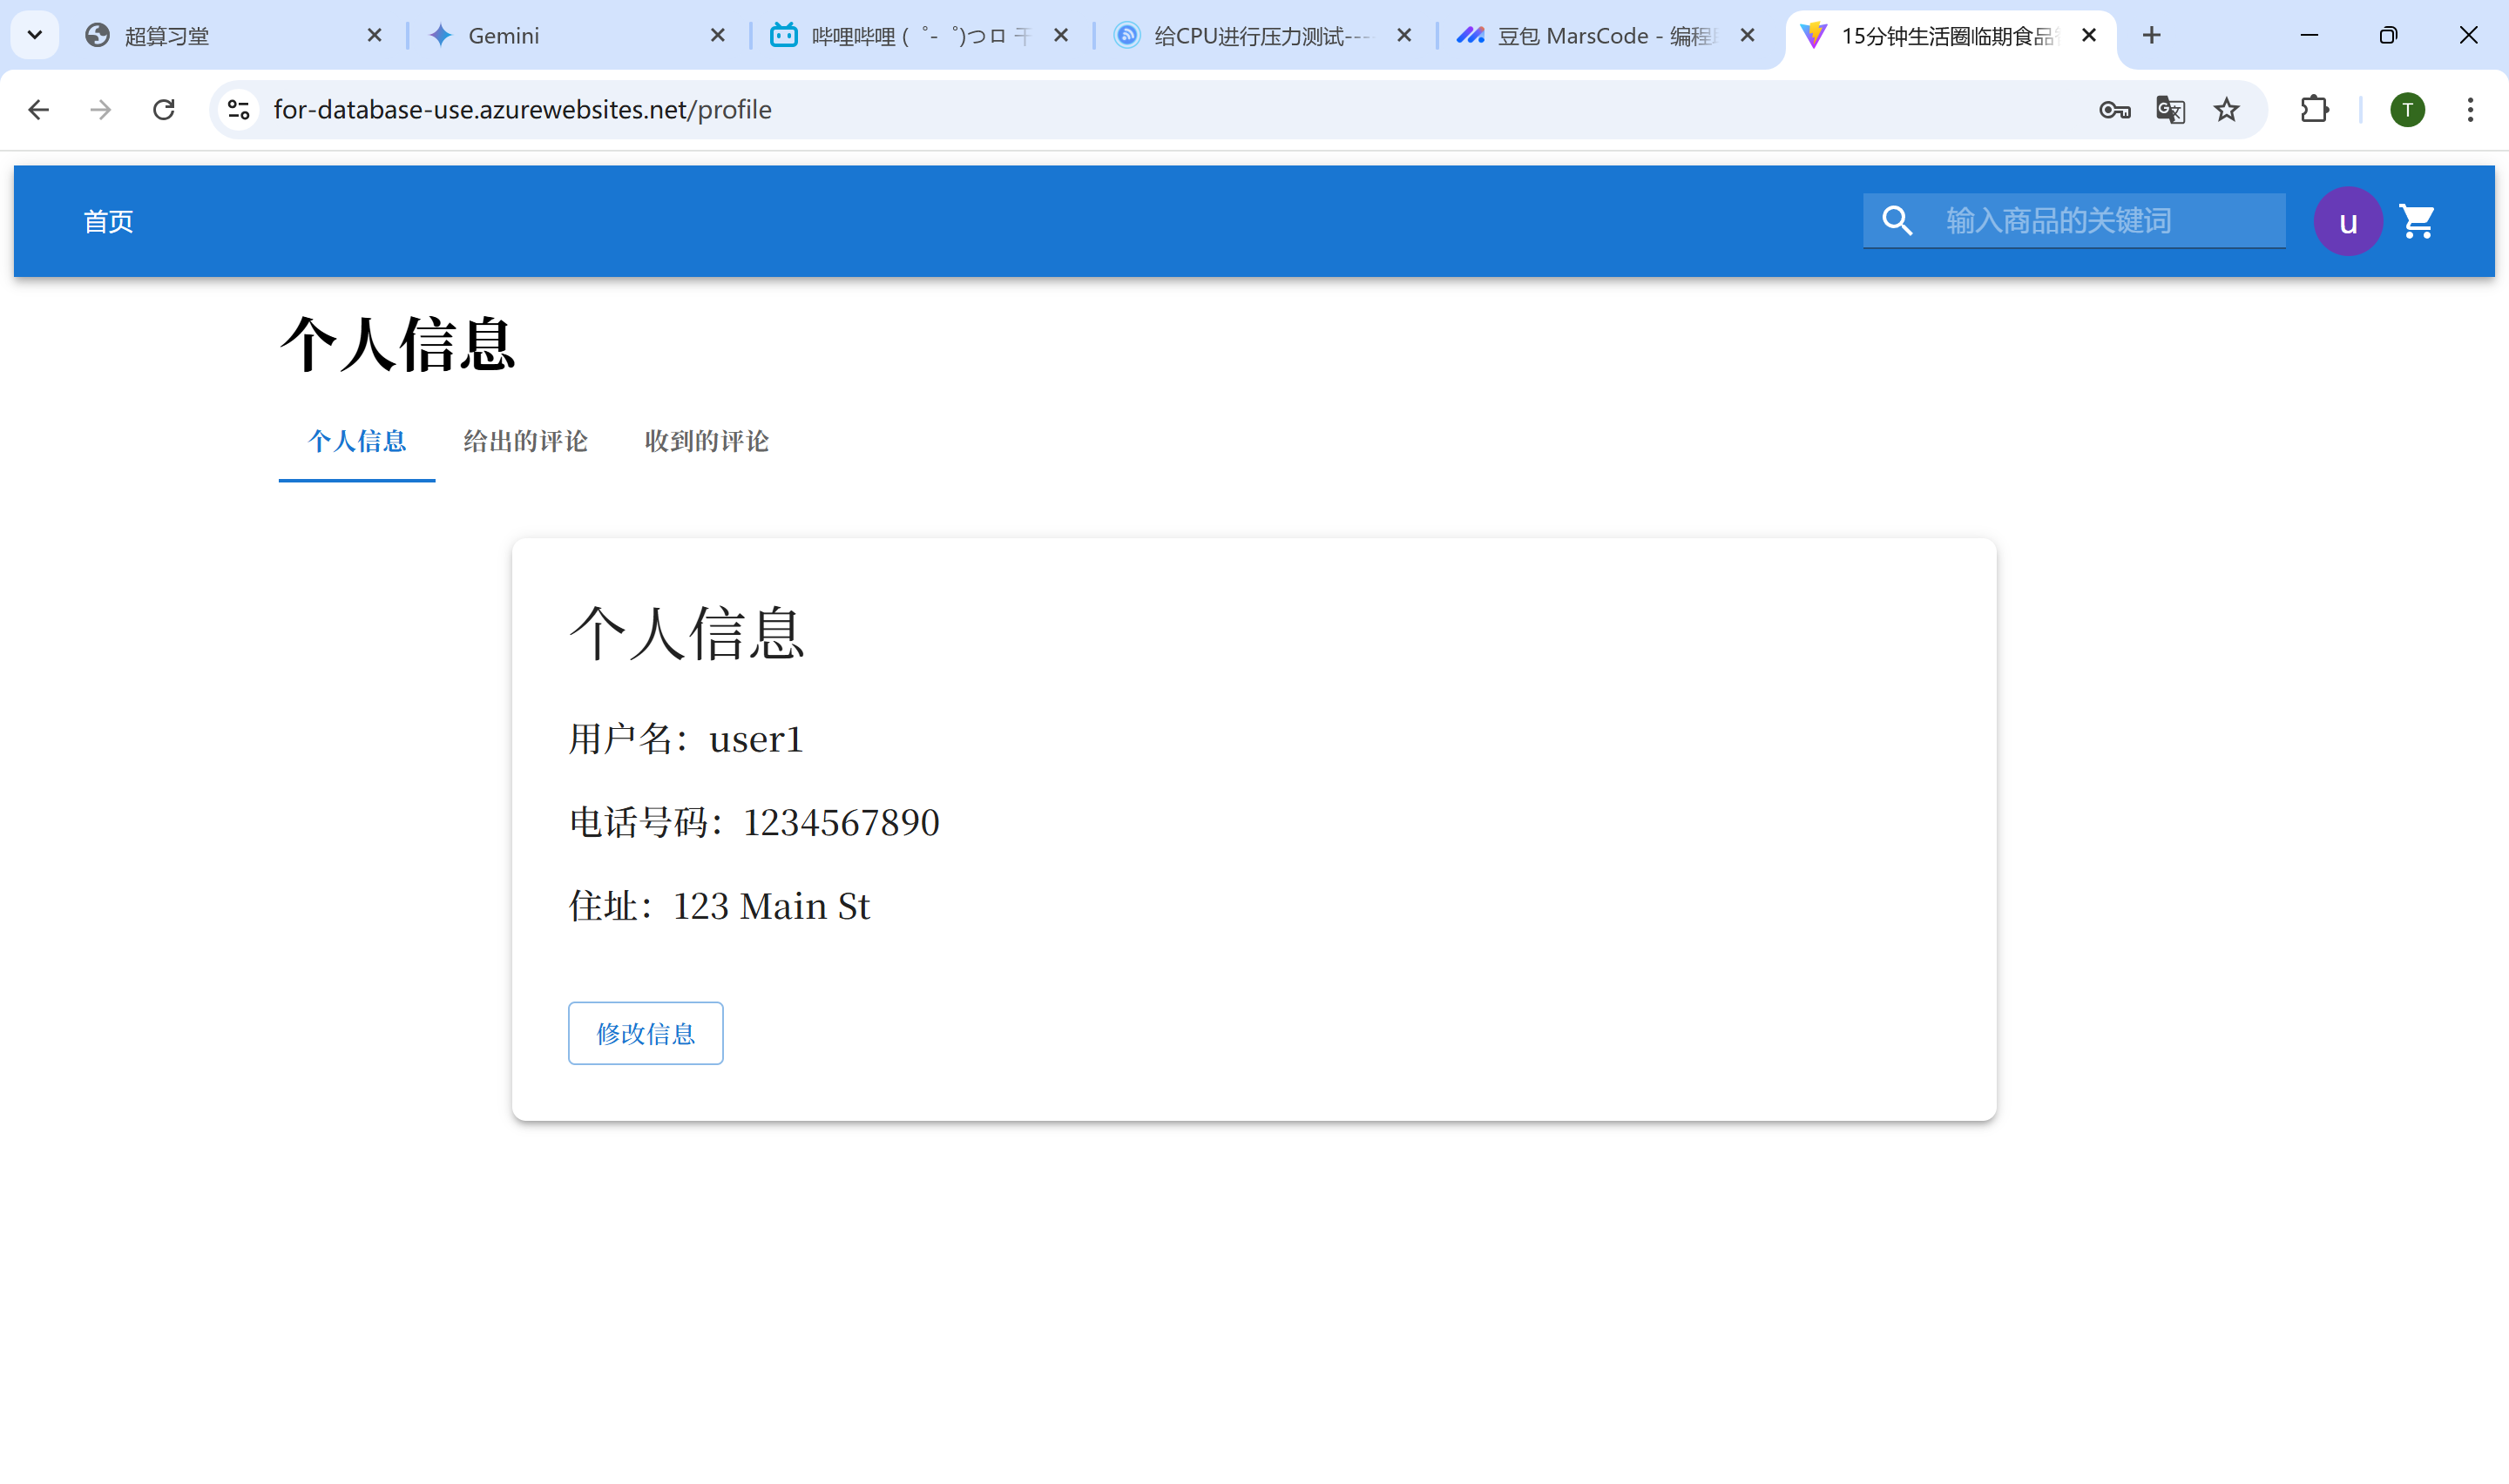 超算习堂
Gemini
哔哩哔哩 (゜-゜)つロ 干
给CPU进行压力测试----
豆包 MarsCode - 编程
15分钟生活圈临期食品
for-database-use.azurewebsites.net/profile
T
首页
输入商品的关键词
u
个人信息
个人信息 给出的评论 收到的评论
个人信息
用户名：user1
电话号码：1234567890
住址：123 Main St
修改信息